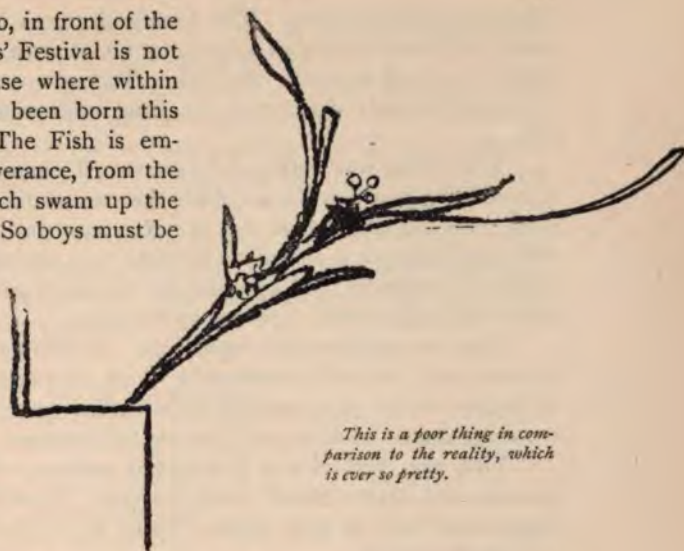 o, in front of the
s' Festival is not
se where within
been born this
The Fish is em-
verance, from the
ch swam up the
So boys must be
This is a poor thing in com-
parison to the reality, which
is ever so pretty.